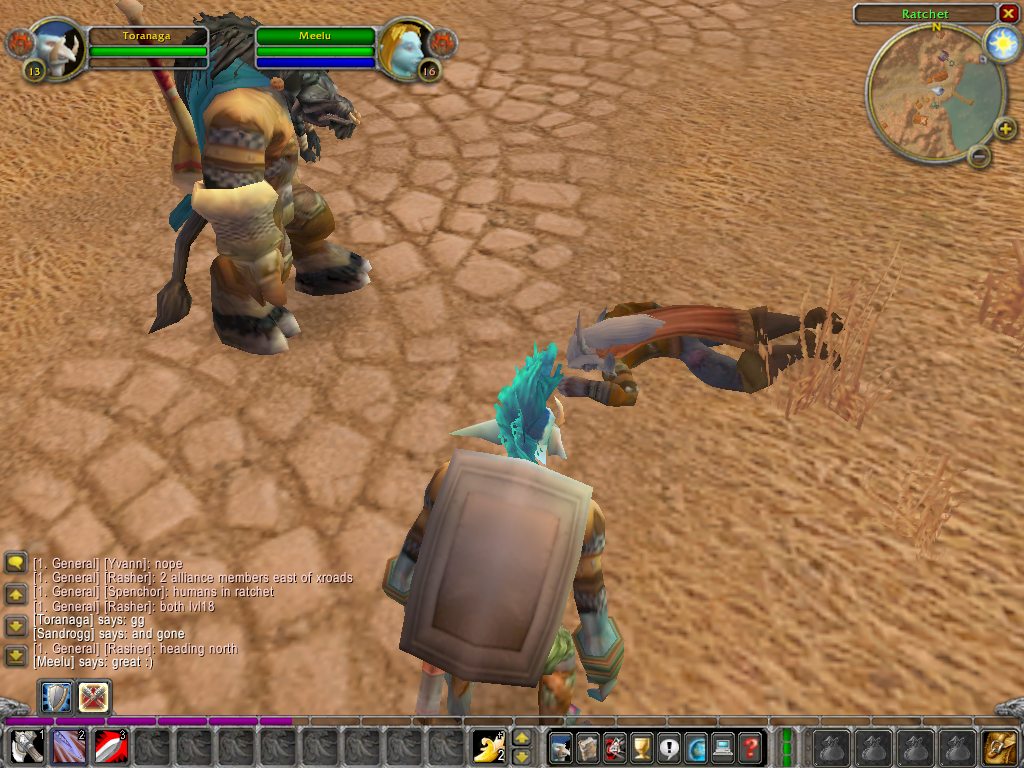 Toranaga
Meelu
Ratchet
N
13
16
[1. General] [Yvann]: nope
[1. General] [Rasher]: 2 alliance members east of xroads
[1. General] [Spenchor]: humans in ratchet
[1. General] [Rasher]: both lvl18
[Toranaga] says: gg
[Sandrogg] says: and gone
[1. General] [Rasher]: heading north
[Meelu] says: great :)
1 2 3
2